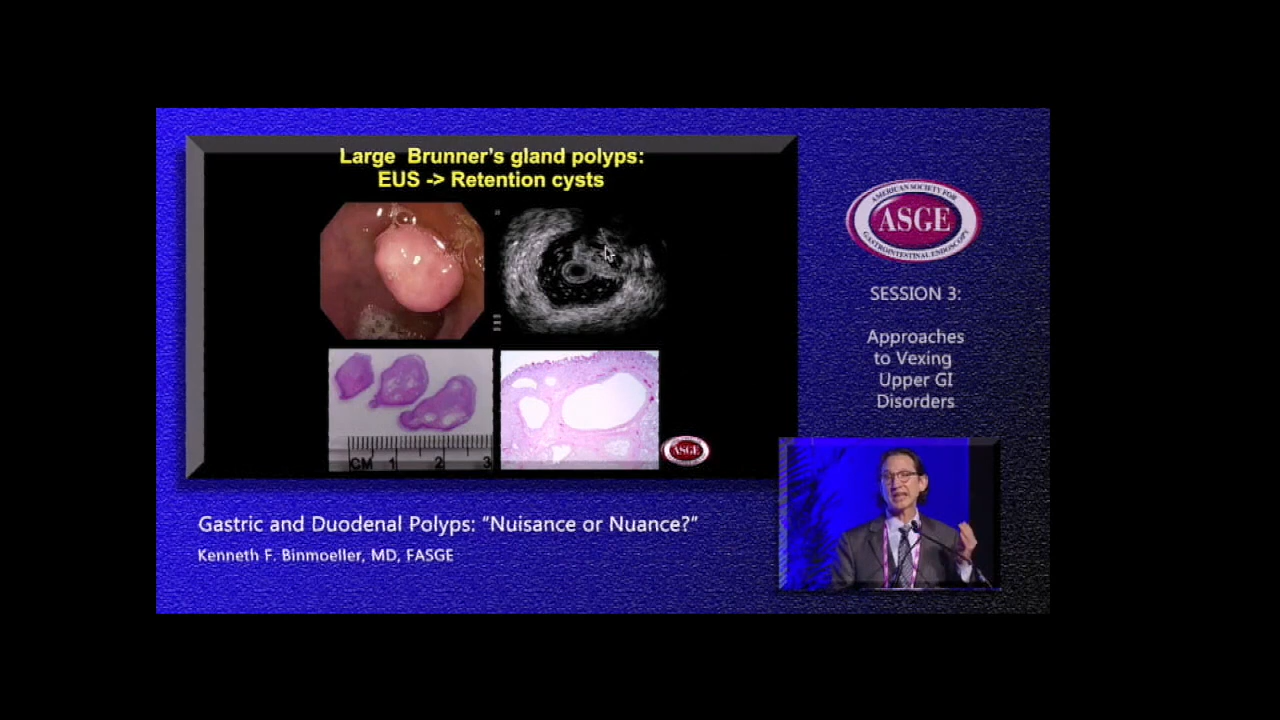 Large Brunner's gland polyps:
EUS -> Retention cysts
CM 1 2 3
ASGE
AMERICAN SOCIETY FOR
ASGE
GASTROINTESTINAL ENDOSCOPY
SESSION 3:
Approaches
to Vexing
Upper GI
Disorders
Gastric and Duodenal Polyps: “Nuisance or Nuance?”
Kenneth F. Binmoeller, MD, FASGE